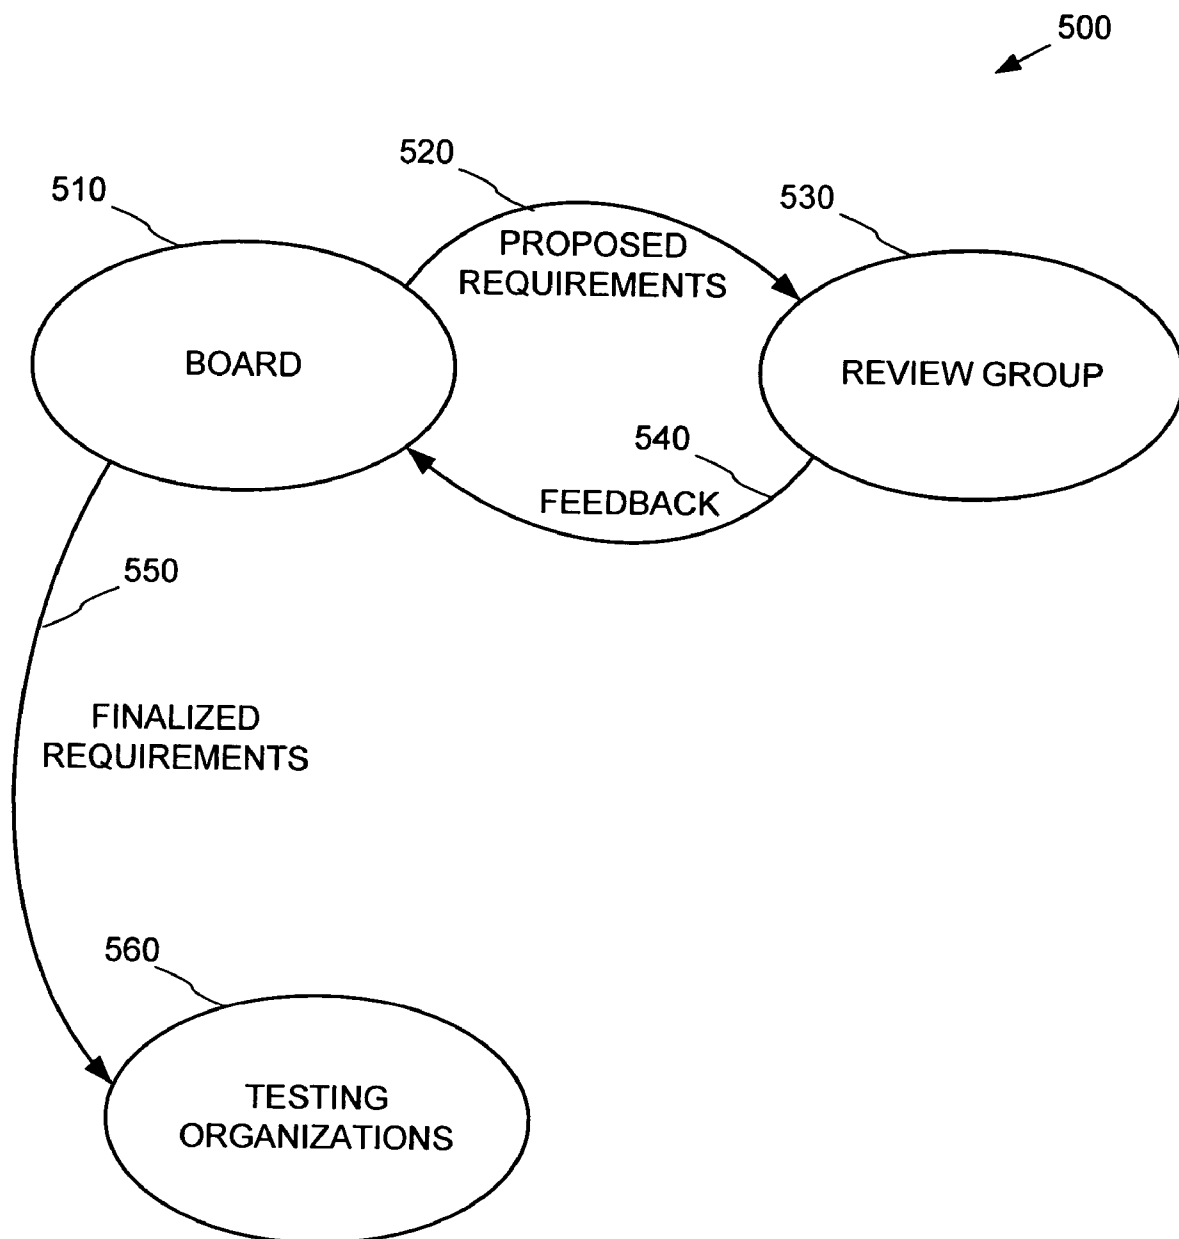 500
520
510
530
PROPOSED
REQUIREMENTS
BOARD
REVIEW GROUP
540
FEEDBACK
550
FINALIZED
REQUIREMENTS
560
TESTING
ORGANIZATIONS